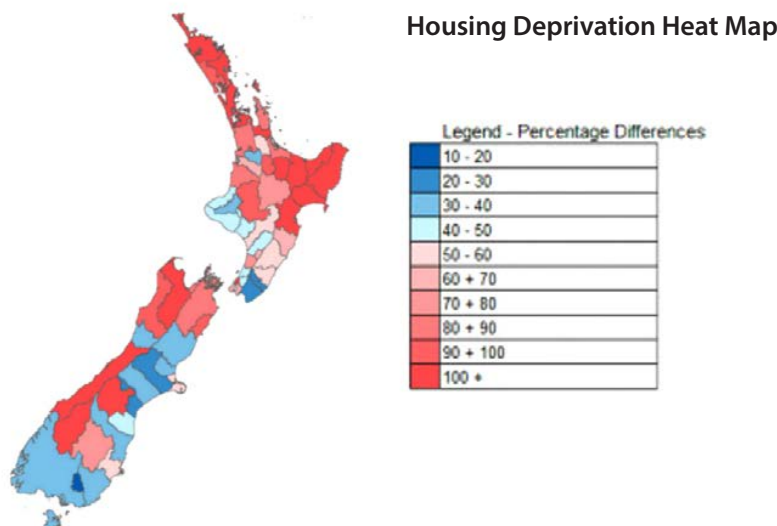 Housing Deprivation Heat Map
Legend - Percentage Differences
10 - 20
20 - 30
30 - 40
40 - 50
50 - 60
60 + 70
70 + 80
80 + 90
90 + 100
100 +